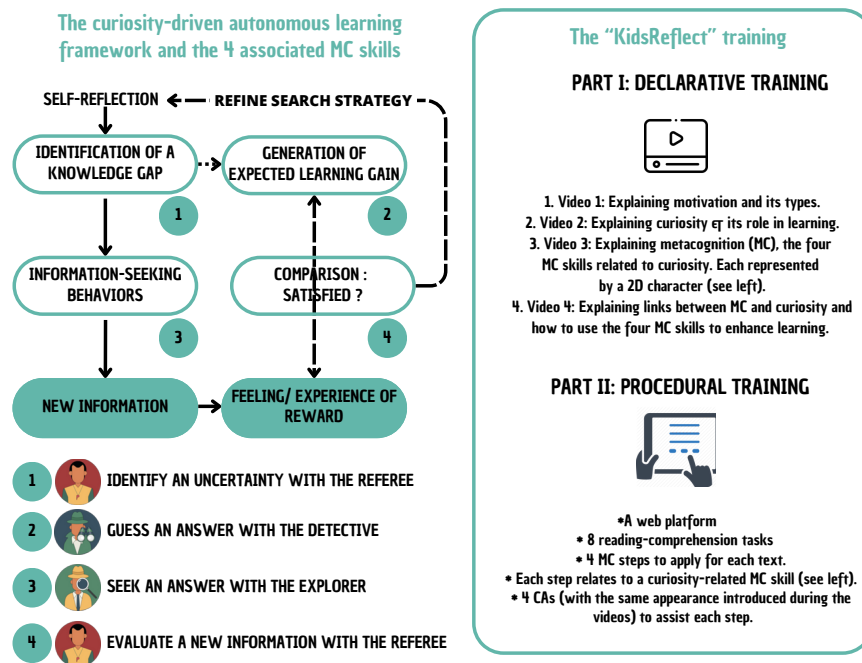 The curiosity-driven autonomous learning
framework and the 4 associated MC skills
SELF-REFLECTION
REFINE SEARCH STRATEGY
IDENTIFICATION OF A
KNOWLEDGE GAP
1
GENERATION OF
EXPECTED LEARNING GAIN
2
INFORMATION-SEEKING
BEHAVIORS
3
COMPARISON :
SATISFIED ?
4
NEW INFORMATION
FEELING/ EXPERIENCE OF
REWARD
1 IDENTIFY AN UNCERTAINTY WITH THE REFEREE
2 GUESS AN ANSWER WITH THE DETECTIVE
3 SEEK AN ANSWER WITH THE EXPLORER
4 EVALUATE A NEW INFORMATION WITH THE REFEREE
The “KidsReflect” training
PART I: DECLARATIVE TRAINING
1. Video 1: Explaining motivation and its types.
2. Video 2: Explaining curiosity & its role in learning.
3. Video 3: Explaining metacognition (MC), the four
MC skills related to curiosity. Each represented
by a 2D character (see left).
4. Video 4: Explaining links between MC and curiosity and
how to use the four MC skills to enhance learning.
PART II: PROCEDURAL TRAINING
*A web platform
* 8 reading-comprehension tasks
* 4 MC steps to apply for each text.
* Each step relates to a curiosity-related MC skill (see left).
* 4 CAs (with the same appearance introduced during the
videos) to assist each step.